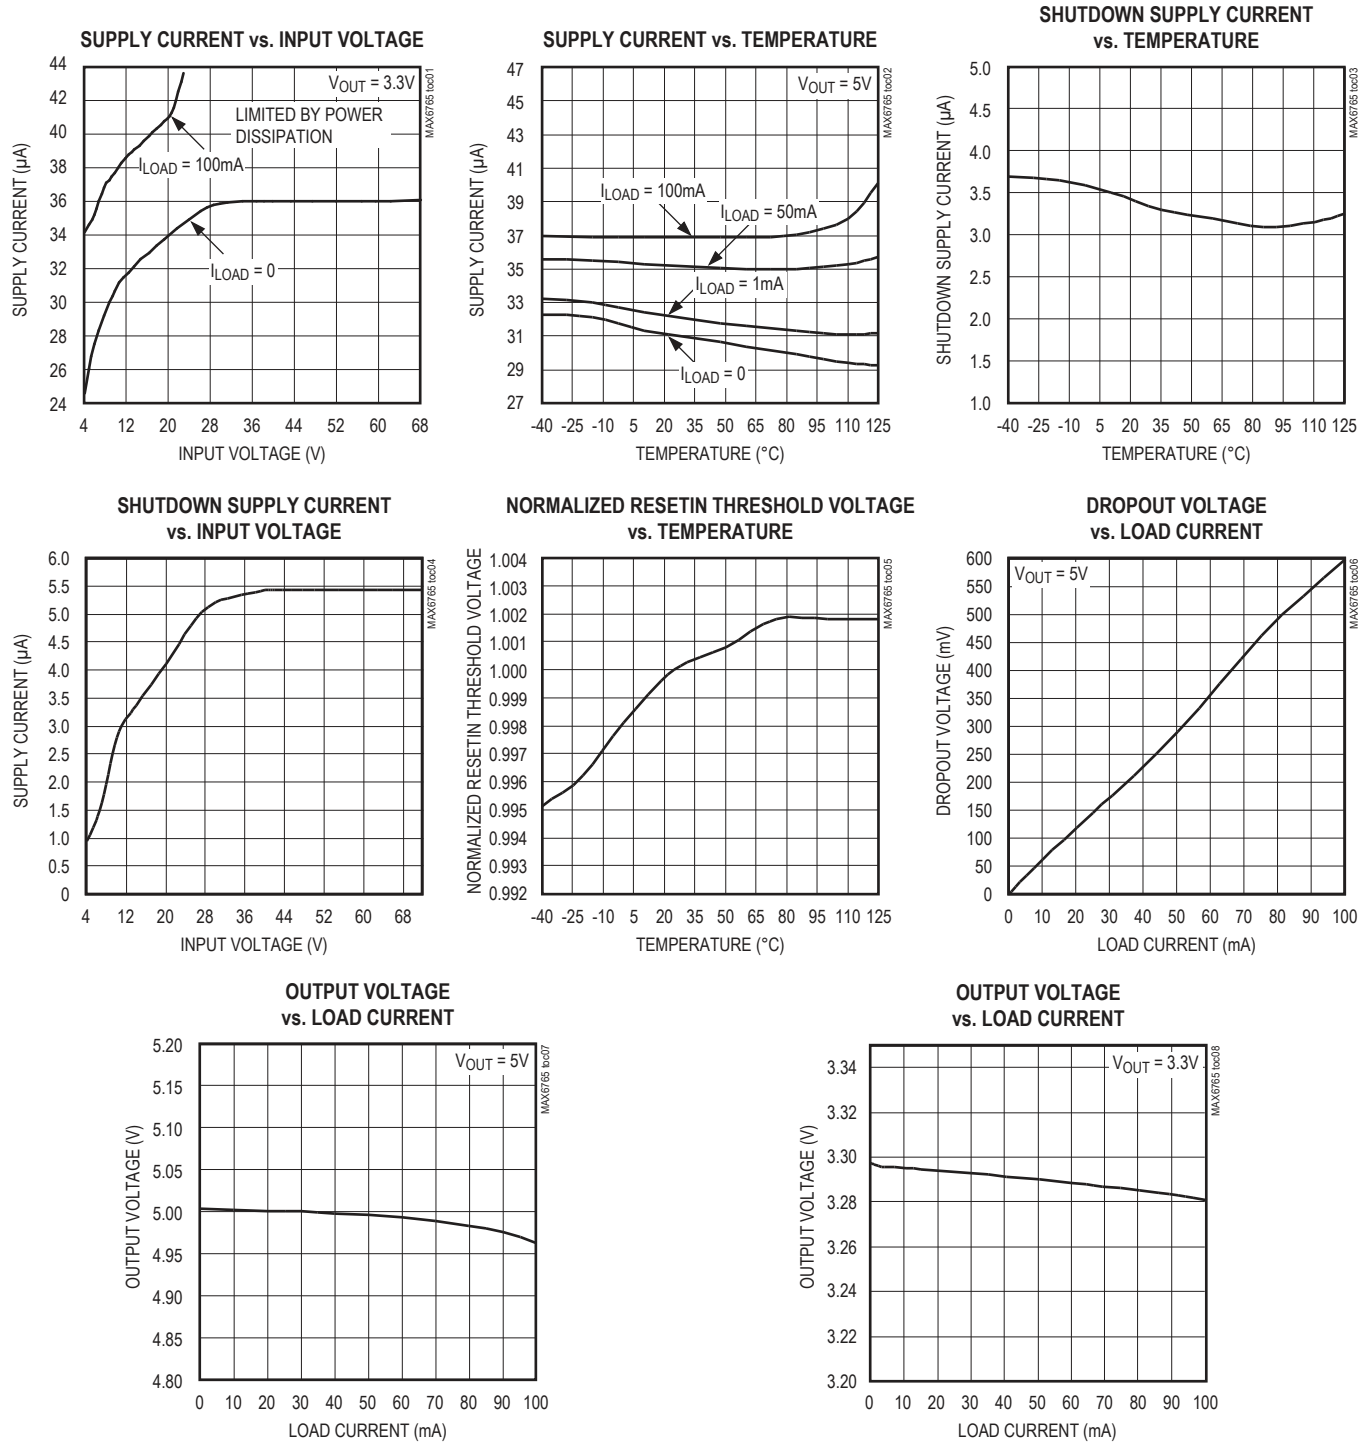 SUPPLY CURRENT vs. INPUT VOLTAGE
44
42
40
38
36
34
32
30
28
26
24
SUPPLY CURRENT (µA)
VOUT = 3.3V
LIMITED BY POWER
DISSIPATION
ILOAD = 100mA
ILOAD = 0
MAX6765 toc01
4 12 20 28 36 44 52 60 68
INPUT VOLTAGE (V)
SUPPLY CURRENT vs. TEMPERATURE
47
45
43
41
39
37
35
33
31
29
27
SUPPLY CURRENT (µA)
VOUT = 5V
ILOAD = 100mA
ILOAD = 50mA
ILOAD = 1mA
ILOAD = 0
MAX6765 toc02
-40 -25 -10 5 20 35 50 65 80 95 110 125
TEMPERATURE (°C)
SHUTDOWN SUPPLY CURRENT
vs. TEMPERATURE
5.0
4.5
4.0
3.5
3.0
2.5
2.0
1.5
1.0
SHUTDOWN SUPPLY CURRENT (µA)
MAX6765 toc03
-40 -25 -10 5 20 35 50 65 80 95 110 125
TEMPERATURE (°C)
SHUTDOWN SUPPLY CURRENT
vs. INPUT VOLTAGE
6.0
5.5
5.0
4.5
4.0
3.5
3.0
2.5
2.0
1.5
1.0
0.5
0
SUPPLY CURRENT (µA)
MAX6765 toc04
4 12 20 28 36 44 52 60 68
INPUT VOLTAGE (V)
NORMALIZED RESETIN THRESHOLD VOLTAGE
vs. TEMPERATURE
1.004
1.003
1.002
1.001
1.000
0.999
0.998
0.997
0.996
0.995
0.994
0.993
0.992
NORMALIZED RESETIN THRESHOLD VOLTAGE
MAX6765 toc05
-40 -25 -10 5 20 35 50 65 80 95 110 125
TEMPERATURE (°C)
DROPOUT VOLTAGE
vs. LOAD CURRENT
600
550
500
450
400
350
300
250
200
150
100
50
0
DROPOUT VOLTAGE (mV)
VOUT = 5V
MAX6765 toc06
0 10 20 30 40 50 60 70 80 90 100
LOAD CURRENT (mA)
OUTPUT VOLTAGE
vs. LOAD CURRENT
5.20
5.15
5.10
5.05
5.00
4.95
4.90
4.85
4.80
OUTPUT VOLTAGE (V)
VOUT = 5V
MAX6765 toc07
0 10 20 30 40 50 60 70 80 90 100
LOAD CURRENT (mA)
OUTPUT VOLTAGE
vs. LOAD CURRENT
3.34
3.32
3.30
3.28
3.26
3.24
3.22
3.20
OUTPUT VOLTAGE (V)
VOUT = 3.3V
MAX6765 toc08
0 10 20 30 40 50 60 70 80 90 100
LOAD CURRENT (mA)